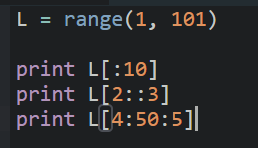 L = range(1, 101)
print L[:10]
print L[2::3]
print L[4:50:5]